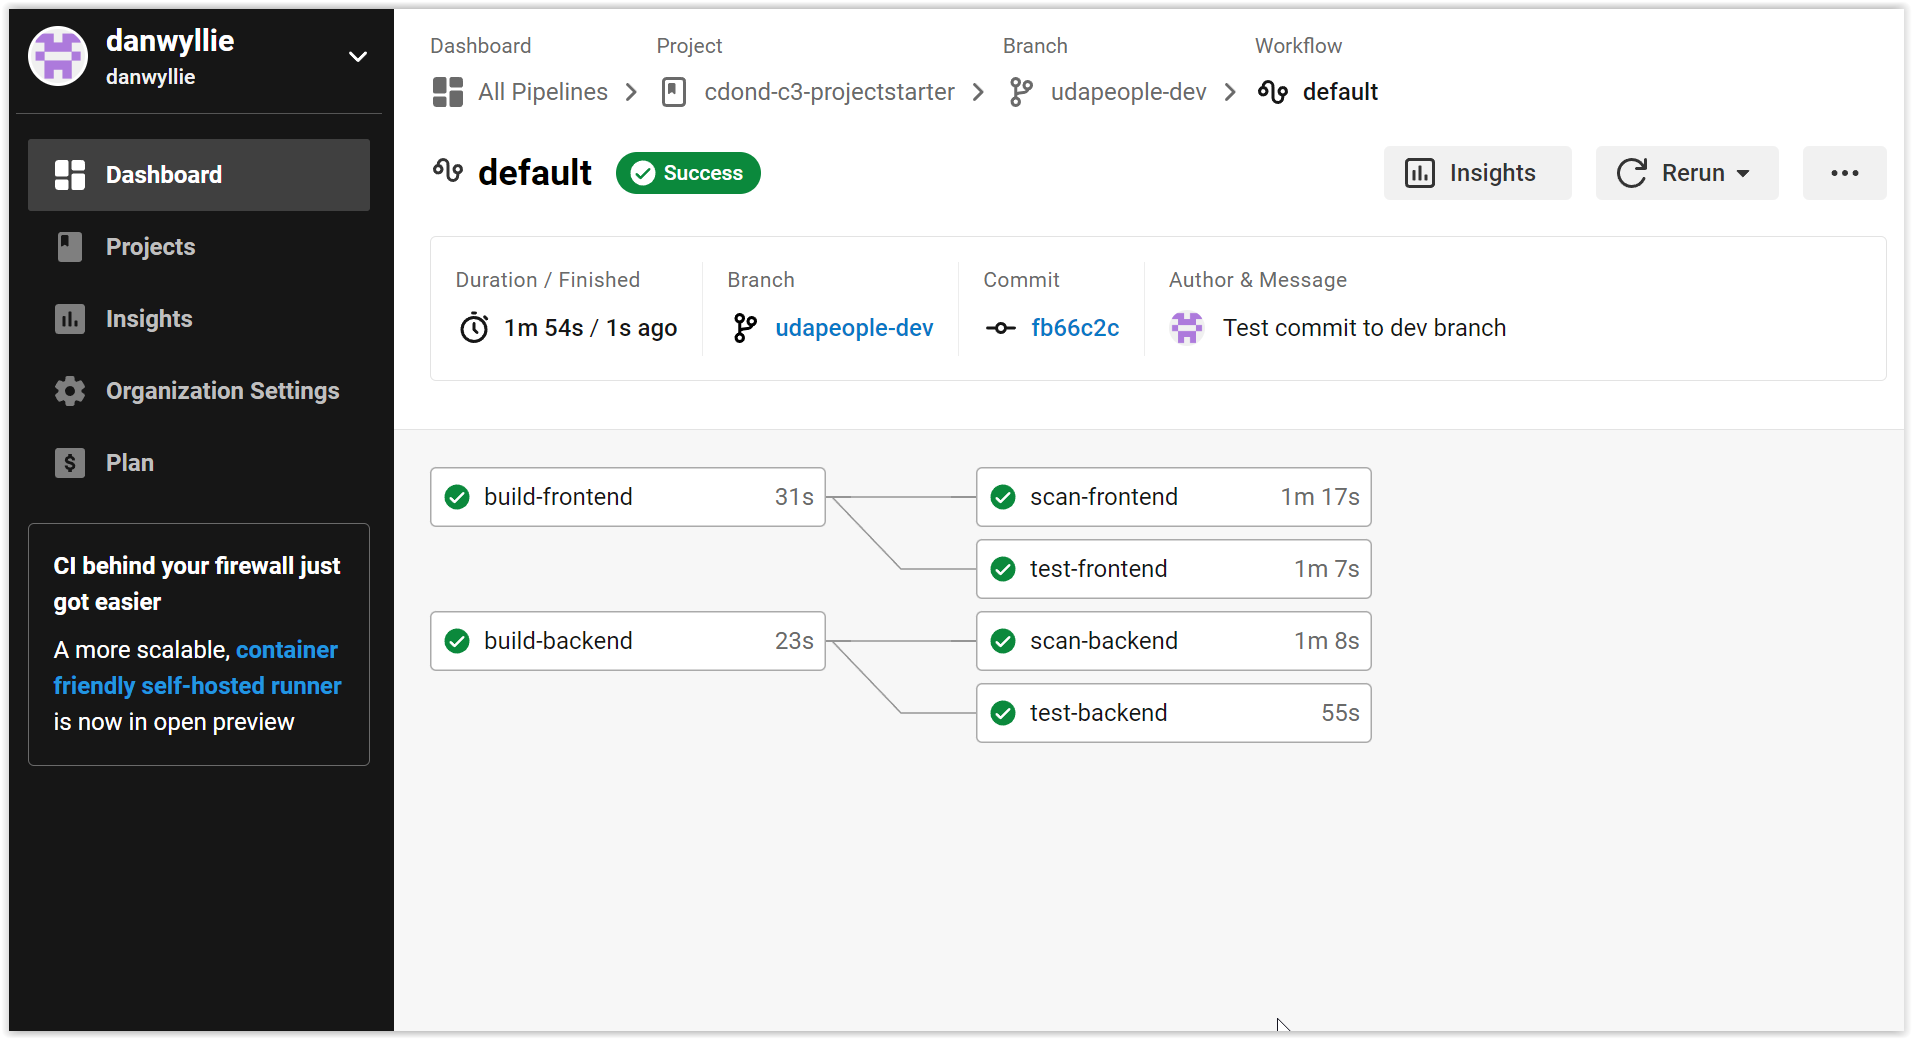 danwyllie
danwyllie
Dashboard
Projects
Insights
Organization Settings
Plan
CI behind your firewall just
got easier
A more scalable, container
friendly self-hosted runner
is now in open preview
Dashboard Project Branch Workflow
All Pipelines cdond-c3-projectstarter udapeople-dev default
default Success Insights Rerun
Duration / Finished Branch Commit Author & Message
1m 54s / 1s ago udapeople-dev fb66c2c Test commit to dev branch
build-frontend 31s scan-frontend 1m 17s
test-frontend 1m 7s
build-backend 23s scan-backend 1m 8s
test-backend 55s